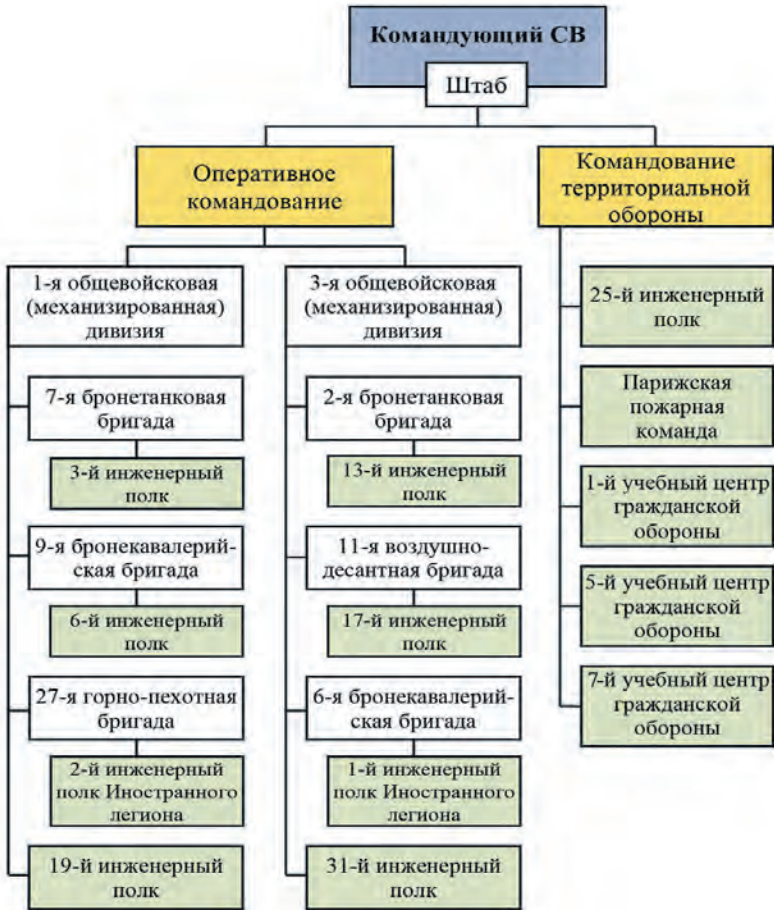 Командующий СВ
Штаб
Оперативное
командование
1-я общевойсковая
(механизированная)
дивизия
7-я бронетанковая
бригада
3-й инженерный
полк
9-я бронекавалерий-
ская бригада
6-й инженерный
полк
27-я горно-пехотная
бригада
2-й инженерный
полк Иностранного
легиона
19-й инженерный
полк
3-я общевойсковая
(механизированная)
дивизия
2-я бронетанковая
бригада
13-й инженерный
полк
11-я воздушно-
десантная бригада
17-й инженерный
полк
6-я бронекавалерий-
ская бригада
1-й инженерный
полк Иностранного
легиона
31-й инженерный
полк
Командование
территориальной
обороны
25-й инженерный
полк
Парижская
пожарная
команда
1-й учебный центр
гражданской
обороны
5-й учебный центр
гражданской
обороны
7-й учебный центр
гражданской
обороны